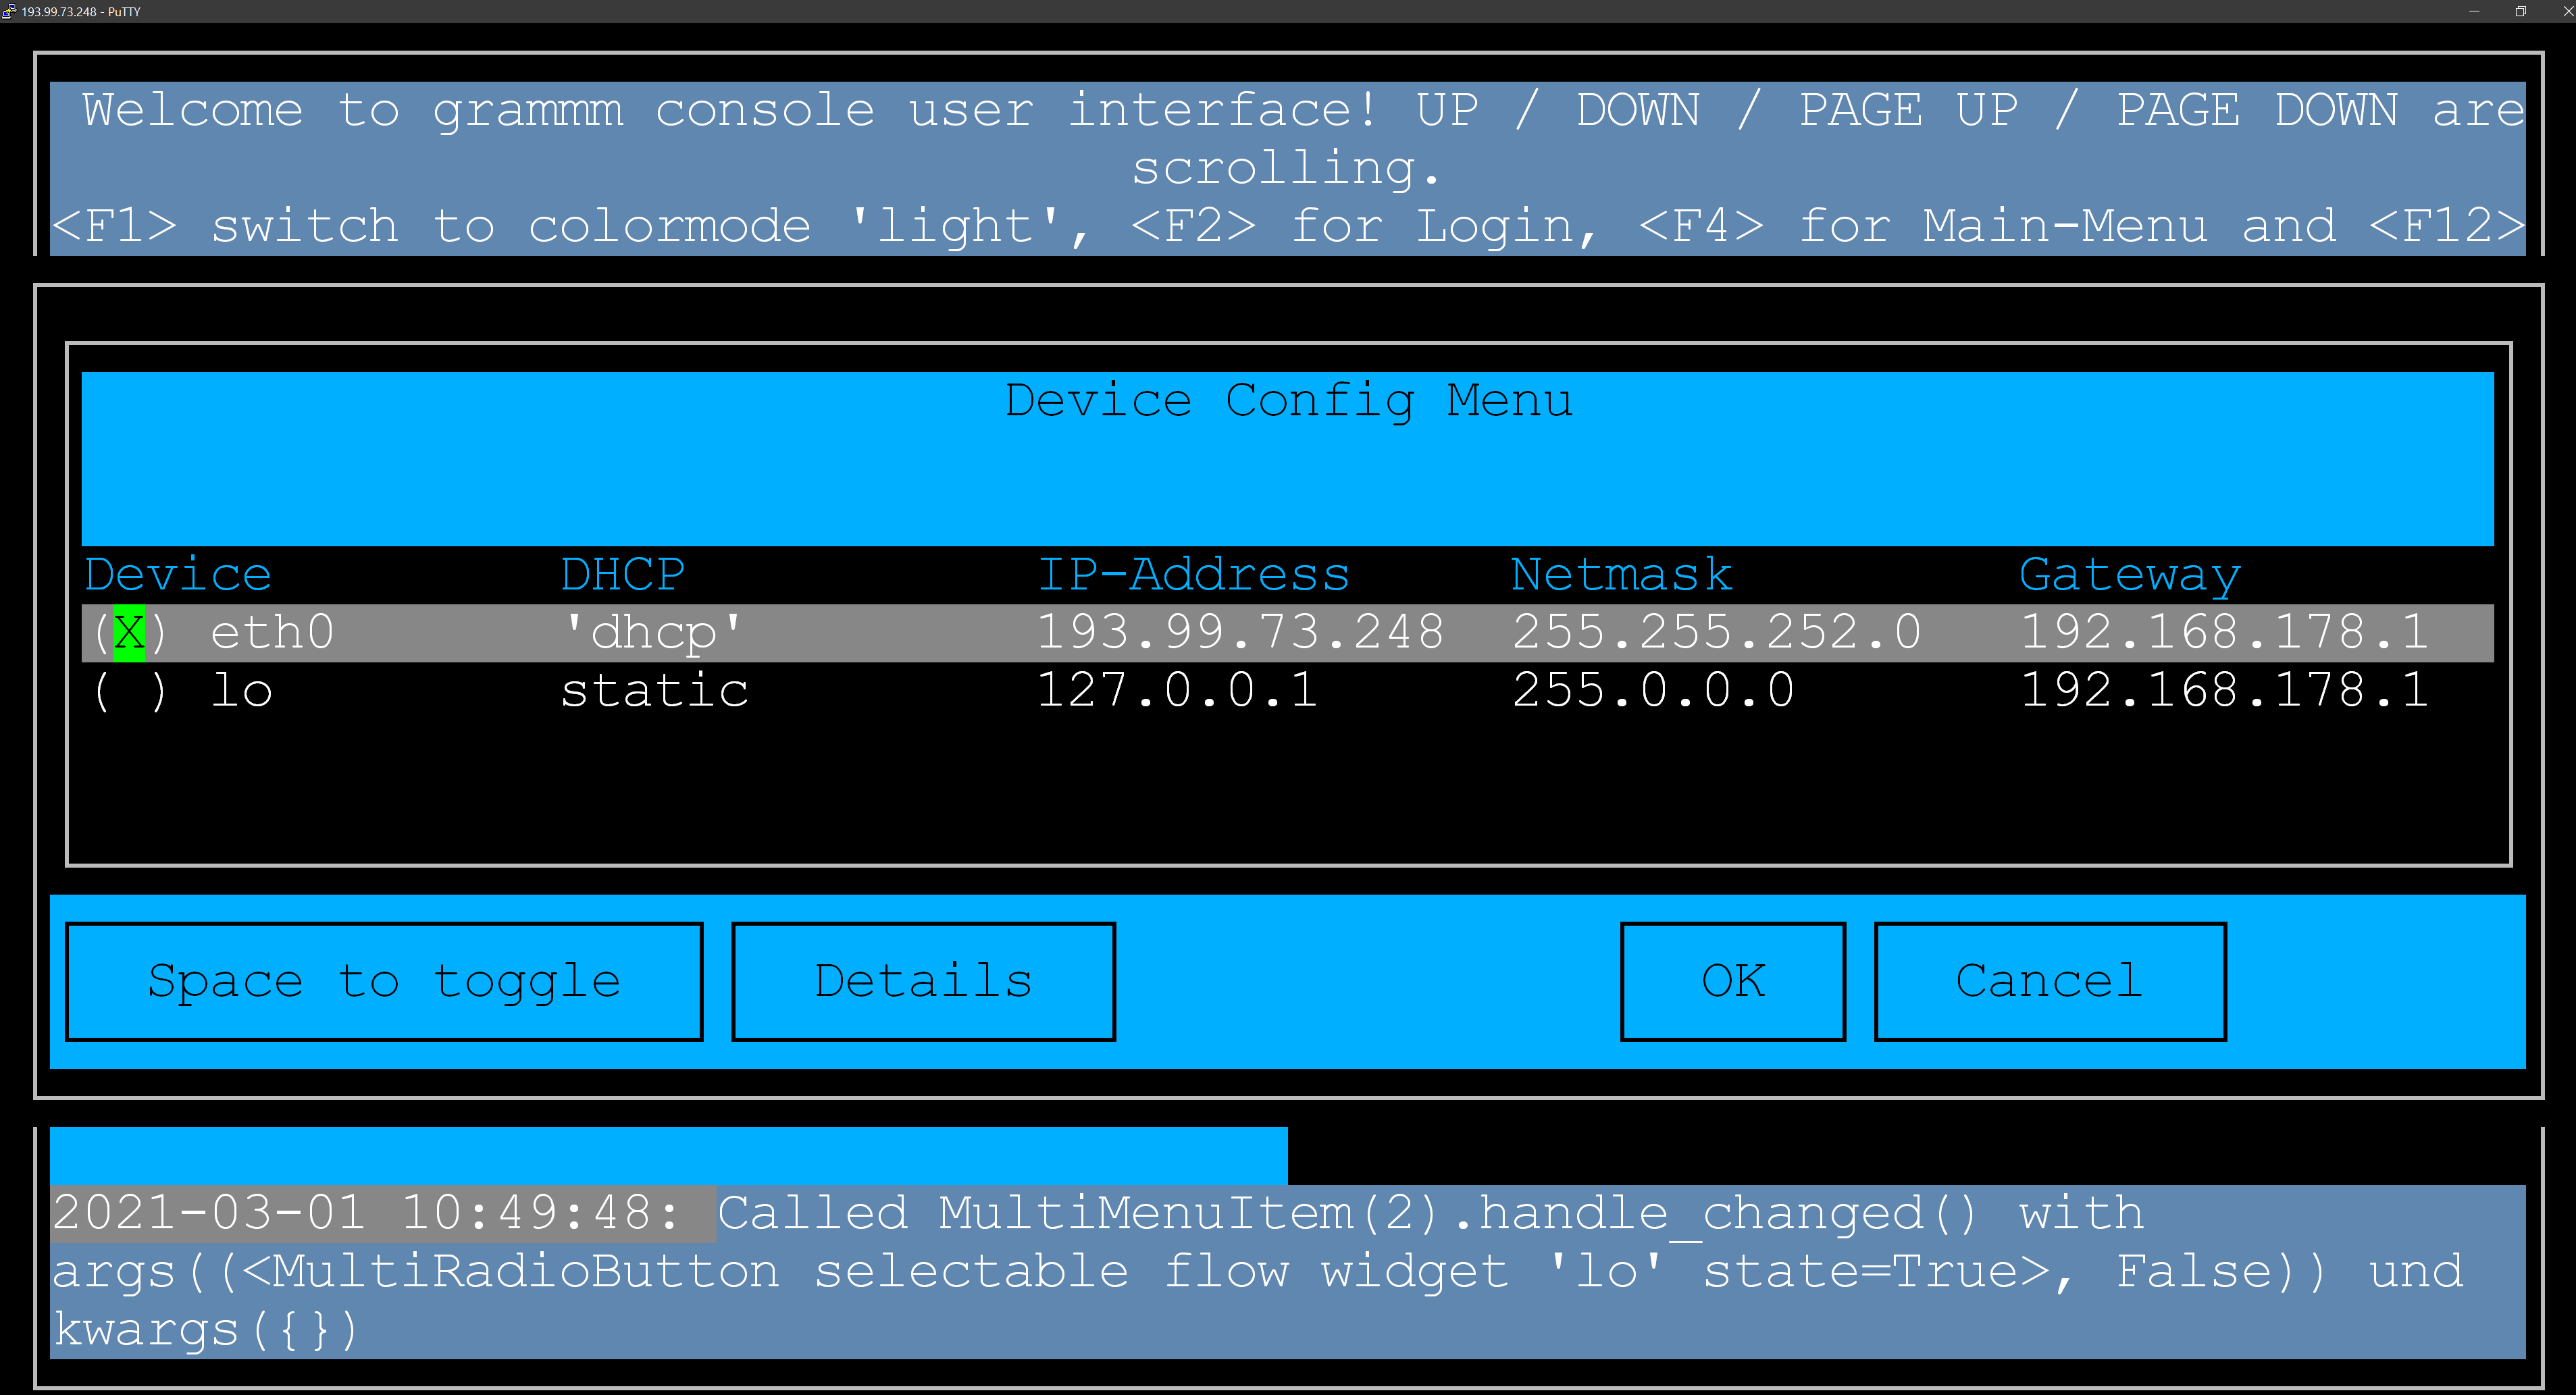 193.99.73.248 - PuTTY
Welcome to grammm console user interface! UP / DOWN / PAGE UP / PAGE DOWN are
scrolling.
<F1> switch to colormode 'light', <F2> for Login, <F4> for Main-Menu and <F12>
Device Config Menu
Device DHCP IP-Address Netmask Gateway
(X) eth0 'dhcp' 193.99.73.248 255.255.252.0 192.168.178.1
( ) lo static 127.0.0.1 255.0.0.0 192.168.178.1
Space to toggle Details OK Cancel
2021-03-01 10:49:48: Called MultiMenuItem(2).handle_changed() with
args((<MultiRadioButton selectable flow widget 'lo' state=True>, False)) und
kwargs({})